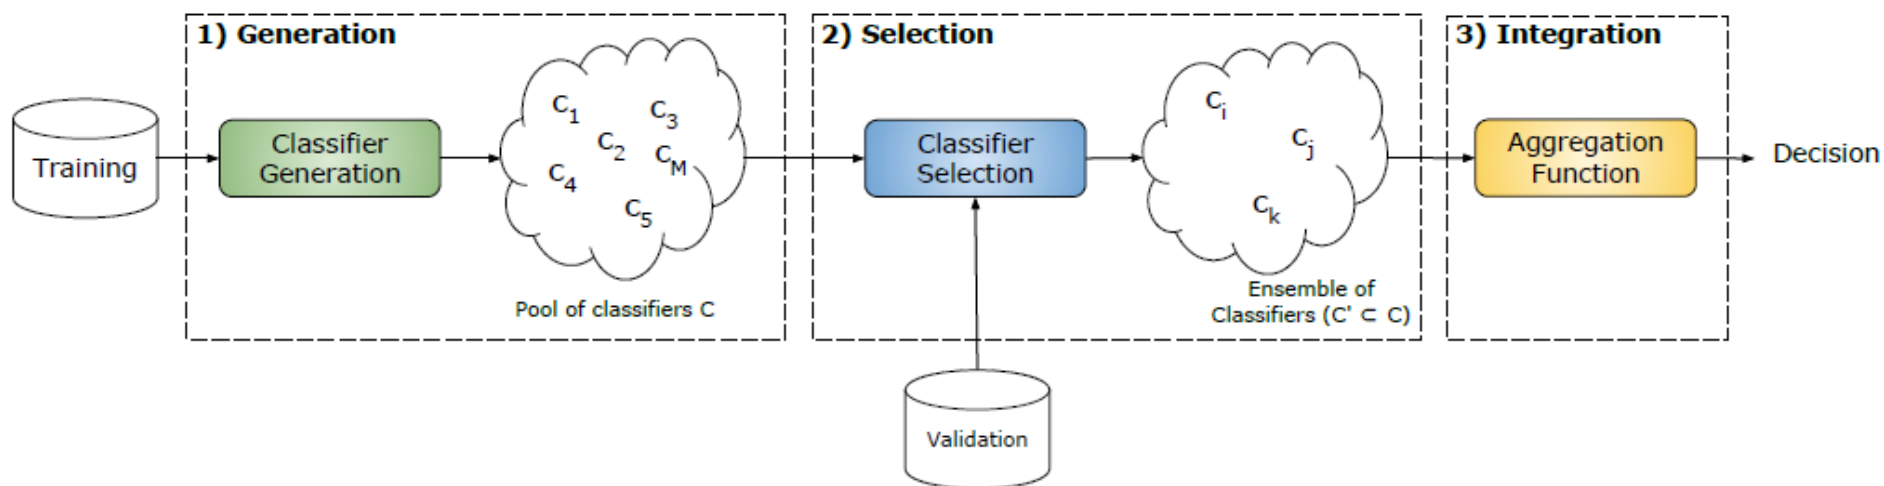 1) Generation
2) Selection
3) Integration
Training
Classifier
Generation
C1
C2
C3
C4
CM
C5
Pool of classifiers C
Classifier
Selection
Ci
Cj
Ck
Ensemble of
Classifiers (C' ⊂ C)
Aggregation
Function
Decision
Validation